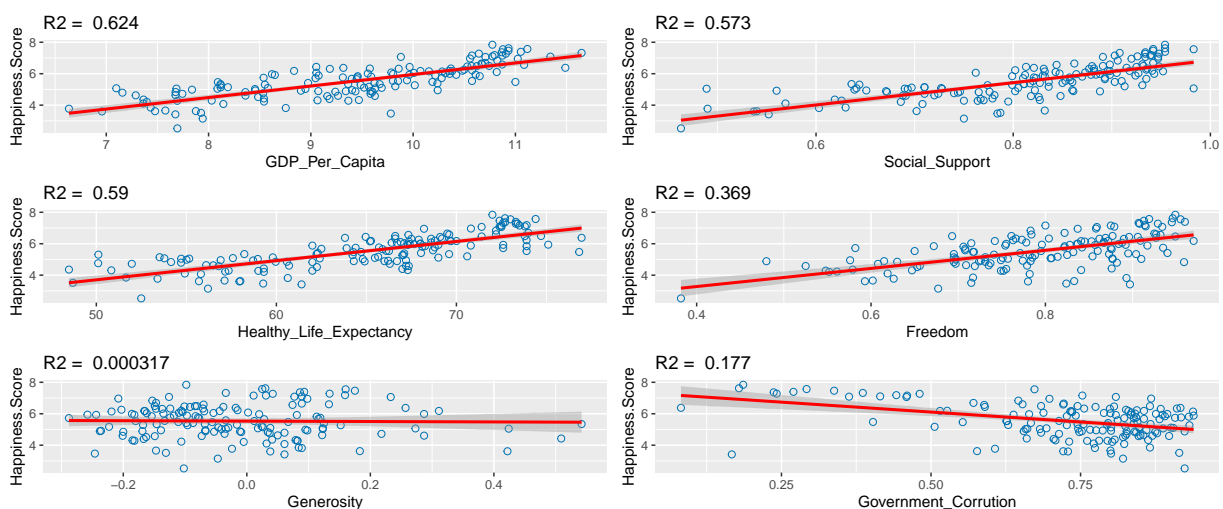 R2 =  0.624
Happiness.Score
8
6
4
7
8
9
10
11
GDP_Per_Capita
R2 =  0.573
Happiness.Score
8
6
4
0.6
0.8
1.0
Social_Support
R2 =  0.59
Happiness.Score
8
6
4
50
60
70
Healthy_Life_Expectancy
R2 =  0.369
Happiness.Score
8
6
4
0.4
0.6
0.8
Freedom
R2 =  0.000317
Happiness.Score
8
6
4
−0.2
0.0
0.2
0.4
Generosity
R2 =  0.177
Happiness.Score
8
6
4
0.25
0.50
0.75
Government_Corrution